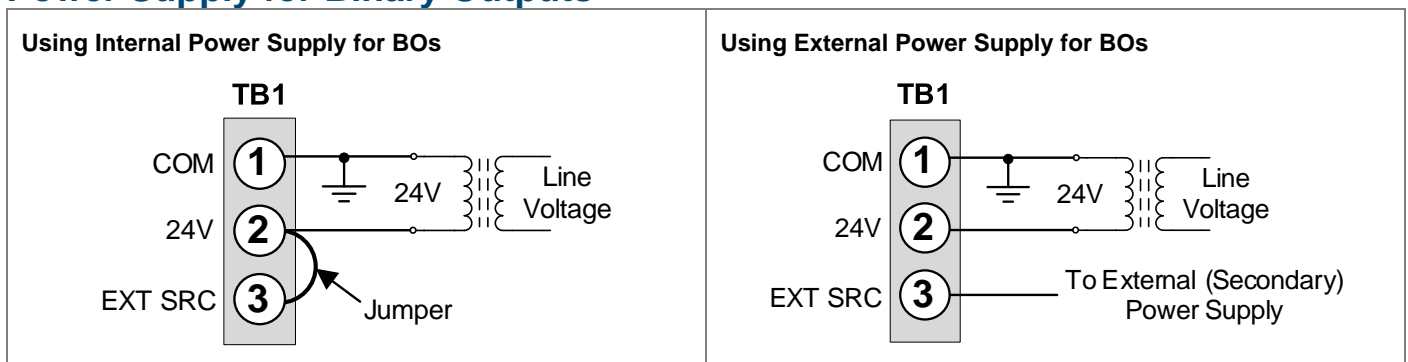 Power Supply for Binary Outputs
Using Internal Power Supply for BOs
TB1
COM
1
24V
Line
Voltage
24V
2
EXT SRC
3
Jumper
Using External Power Supply for BOs
TB1
COM
1
24V
Line
Voltage
24V
2
EXT SRC
3
To External (Secondary)
Power Supply